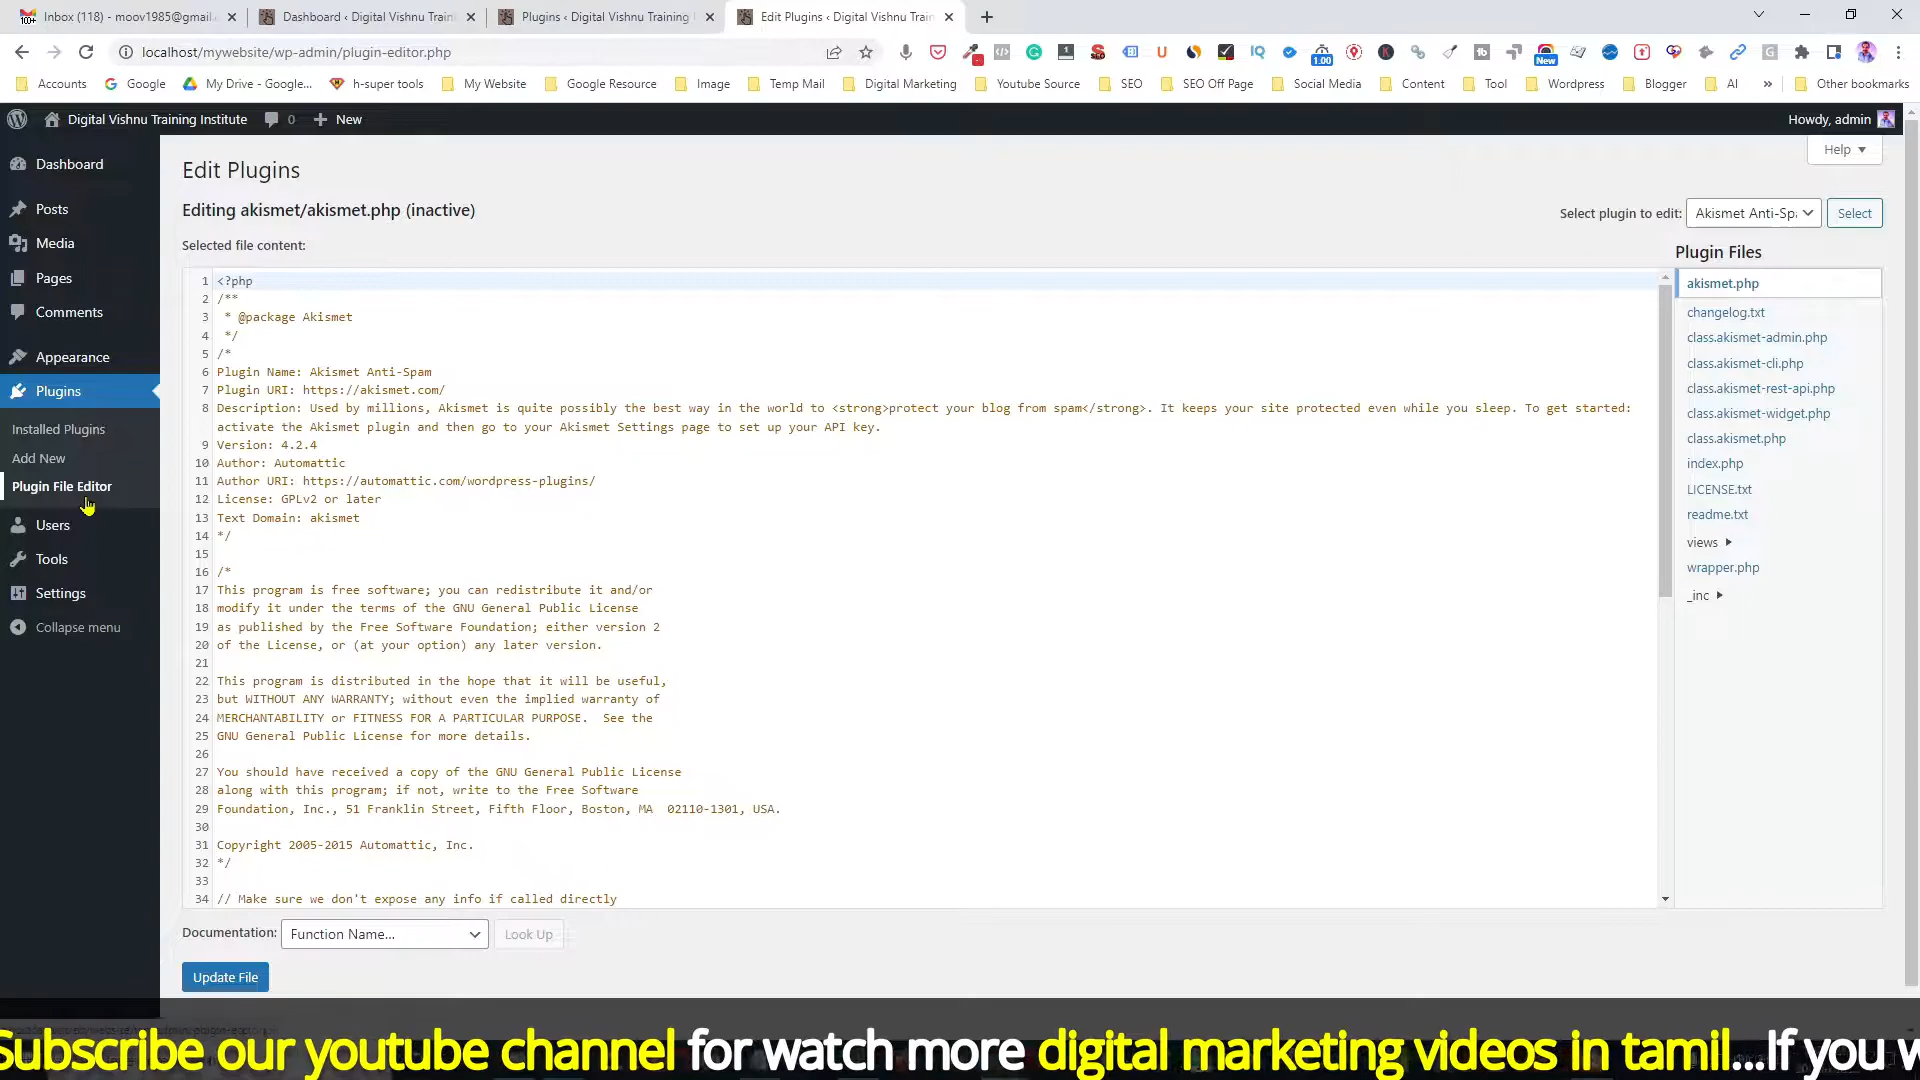 Inbox (118) - moov1985@gmail.
Dashboard ‹ Digital Vishnu Traini
Plugins ‹ Digital Vishnu Training I
Edit Plugins ‹ Digital Vishnu Train
localhost/mywebsite/wp-admin/plugin-editor.php
1.00
New
Accounts
Google
My Drive - Google...
h-super tools
My Website
Google Resource
Image
Temp Mail
Digital Marketing
Youtube Source
SEO
SEO Off Page
Social Media
Content
Tool
Wordpress
Blogger
AI
»
Other bookmarks
Digital Vishnu Training Institute
0
New
Howdy, admin
Dashboard
Posts
Media
Pages
Comments
Appearance
Plugins
Installed Plugins
Add New
Plugin File Editor
Users
Tools
Settings
Collapse menu
Help
Edit Plugins
Editing akismet/akismet.php (inactive)
Select plugin to edit: Akismet Anti-Spa Select
Selected file content:
1 <?php
2 /**
3 * @package Akismet
4 */
5 /*
6 Plugin Name: Akismet Anti-Spam
7 Plugin URI: https://akismet.com/
8 Description: Used by millions, Akismet is quite possibly the best way in the world to <strong>protect your blog from spam</strong>. It keeps your site protected even while you sleep. To get started:
activate the Akismet plugin and then go to your Akismet Settings page to set up your API key.
9 Version: 4.2.4
10 Author: Automattic
11 Author URI: https://automattic.com/wordpress-plugins/
12 License: GPLv2 or later
13 Text Domain: akismet
14 */
15
16 /*
17 This program is free software; you can redistribute it and/or
18 modify it under the terms of the GNU General Public License
19 as published by the Free Software Foundation; either version 2
20 of the License, or (at your option) any later version.
21
22 This program is distributed in the hope that it will be useful,
23 but WITHOUT ANY WARRANTY; without even the implied warranty of
24 MERCHANTABILITY or FITNESS FOR A PARTICULAR PURPOSE.  See the
25 GNU General Public License for more details.
26
27 You should have received a copy of the GNU General Public License
28 along with this program; if not, write to the Free Software
29 Foundation, Inc., 51 Franklin Street, Fifth Floor, Boston, MA  02110-1301, USA.
30
31 Copyright 2005-2015 Automattic, Inc.
32 */
33
34 // Make sure we don't expose any info if called directly
Plugin Files
akismet.php
changelog.txt
class.akismet-admin.php
class.akismet-cli.php
class.akismet-rest-api.php
class.akismet-widget.php
class.akismet.php
index.php
LICENSE.txt
readme.txt
views
wrapper.php
_inc
Documentation: Function Name... Look Up
Update File
Subscribe our youtube channel for watch more digital marketing videos in tamil...If you w